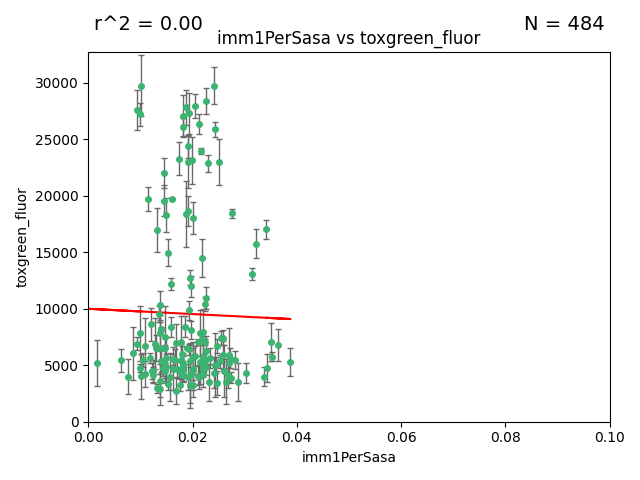 r^2 = 0.00
N = 484
imm1PerSasa vs toxgreen_fluor
30000
25000
20000
15000
10000
5000
0
toxgreen_fluor
0.00
0.02
0.04
0.06
0.08
0.10
imm1PerSasa